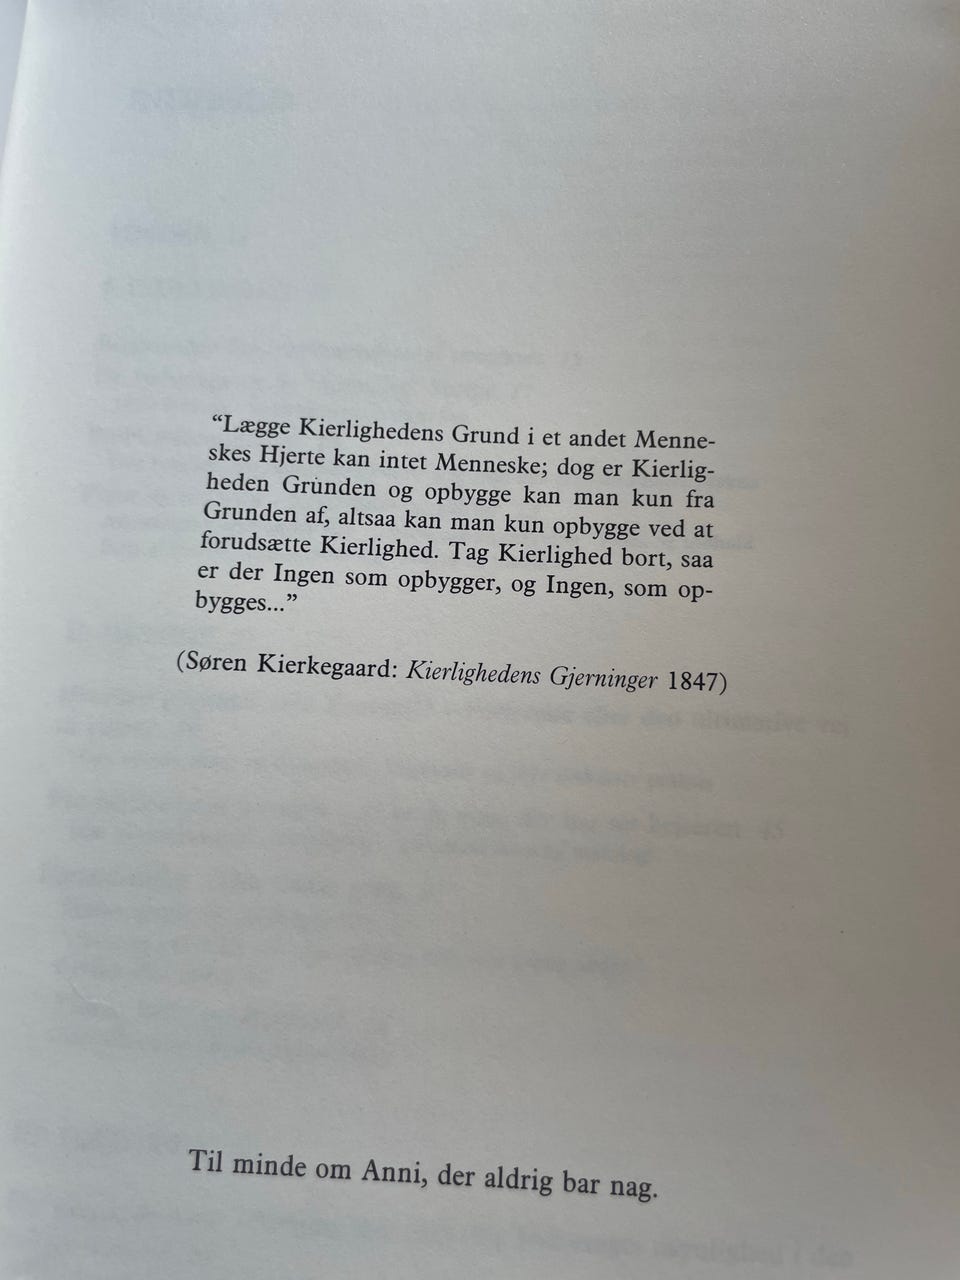 “Lægge Kierlighedens Grund i et andet Menne-
skes Hjerte kan intet Menneske; dog er Kierlig-
heden Grunden og opbygge kan man kun fra
Grunden af, altsaa kan man kun opbygge ved at
forudsætte Kierlighed. Tag Kierlighed bort, saa
er der Ingen som opbygger, og Ingen, som op-
bygges...”
(Søren Kierkegaard: Kierlighedens Gjerninger 1847)
Til minde om Anni, der aldrig bar nag.